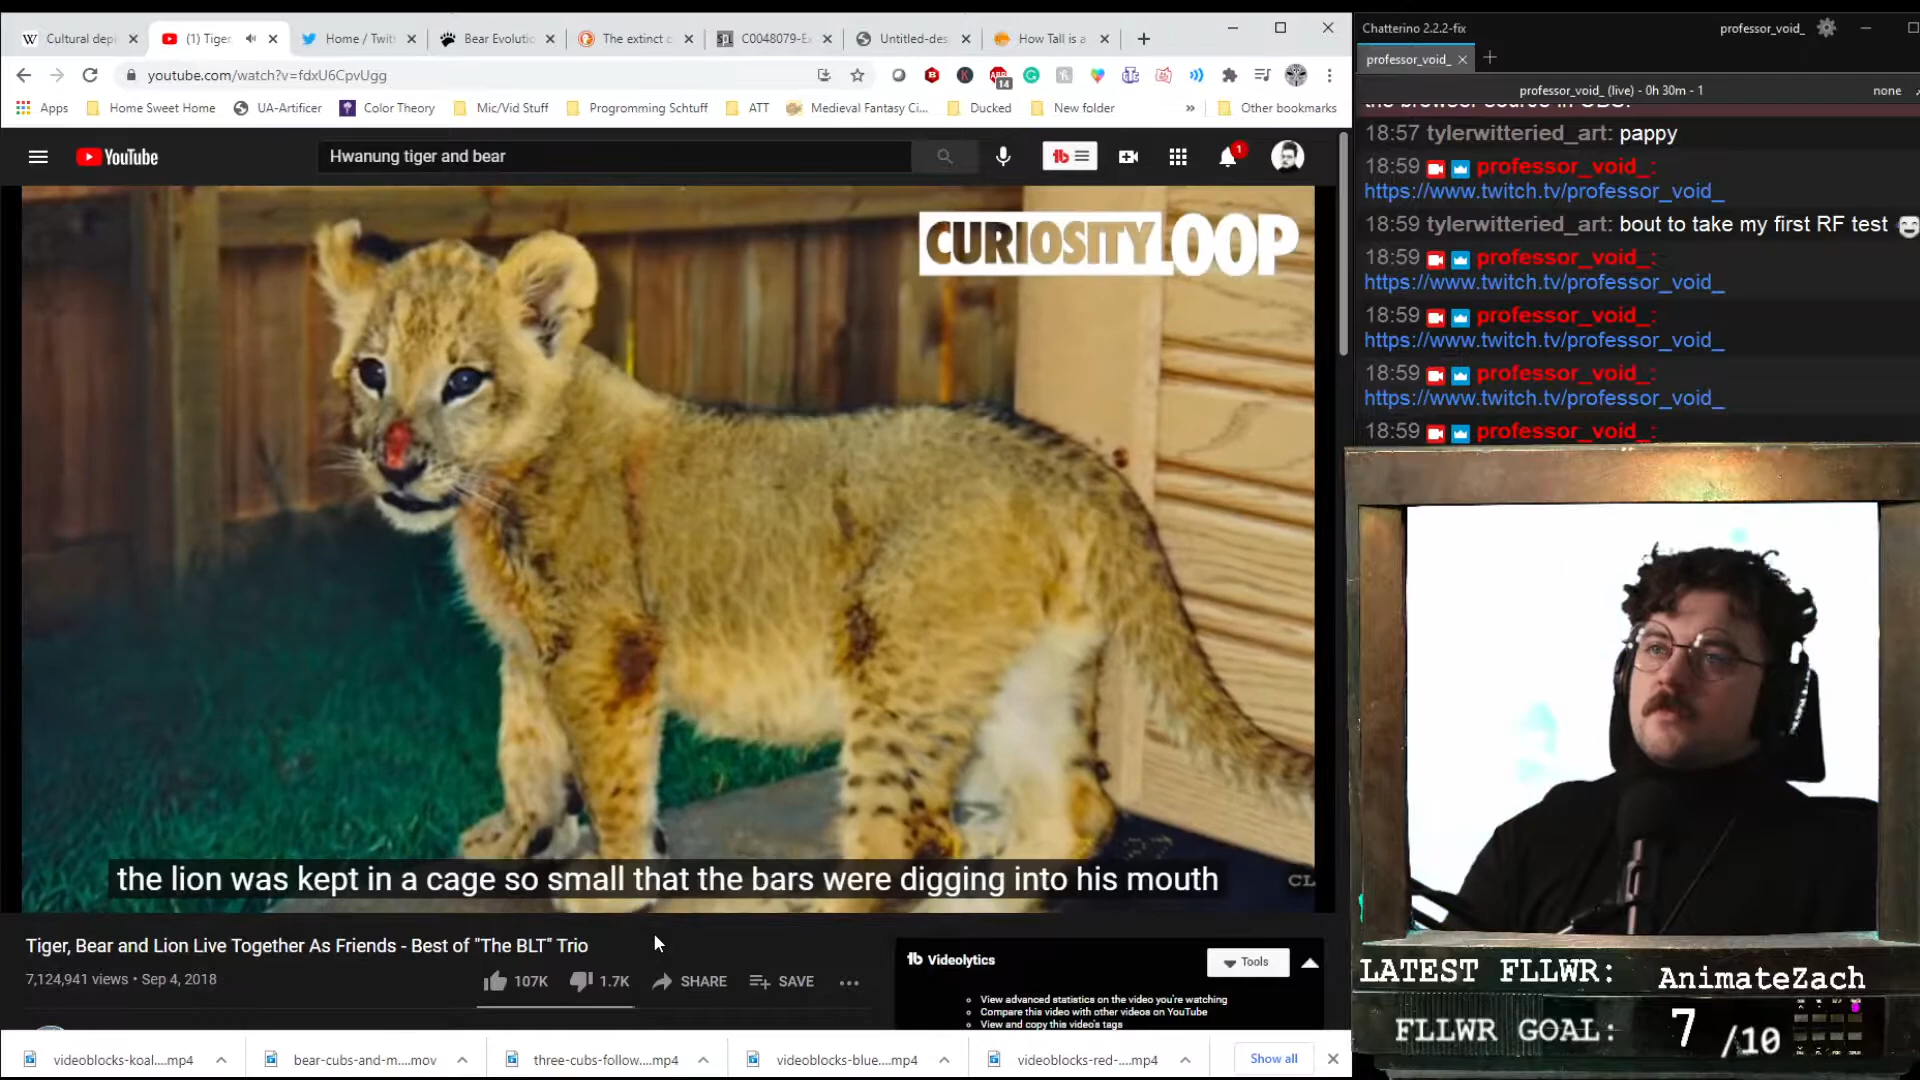 Cultural dep
(1) Tiger,
Home / Twit
Bear Evolutio
The extinct c
C0048079-E
Untitled-des
How Tall is a
youtube.com/watch?v=fdxU6CpvUgg
14
Apps
Home Sweet Home
UA-Artificer
Color Theory
Mic/Vid Stuff
Programming Schtuff
ATT
Medieval Fantasy Ci...
Ducked
New folder
»
Other bookmarks
YouTube
Hwanung tiger and bear
1
CURIOSITYLOOP
the lion was kept in a cage so small that the bars were digging into his mouth
CL
Tiger, Bear and Lion Live Together As Friends - Best of "The BLT" Trio
7,124,941 views • Sep 4, 2018
107K
1.7K
SHARE
SAVE
...
Videolytics
Tools
View advanced statistics on the video you're watching
Compare this video with other videos on YouTube
View and copy this video's tags
videoblocks-koal....mp4
bear-cubs-and-m....mov
three-cubs-follow....mp4
videoblocks-blue....mp4
videoblocks-red-....mp4
Show all
Chatterino 2.2.2-fix
professor_void_
professor_void_
professor_void_ (live) - 0h 30m - 1
none
the browser source in OBS.
18:57 tylerwitteried_art: pappy
18:59 professor_void_:
https://www.twitch.tv/professor_void_
18:59 tylerwitteried_art: bout to take my first RF test
18:59 professor_void_:
https://www.twitch.tv/professor_void_
18:59 professor_void_:
https://www.twitch.tv/professor_void_
18:59 professor_void_:
https://www.twitch.tv/professor_void_
18:59 professor_void_:
LATEST FLLWR: AnimateZach
FLLWR GOAL: 7 /10